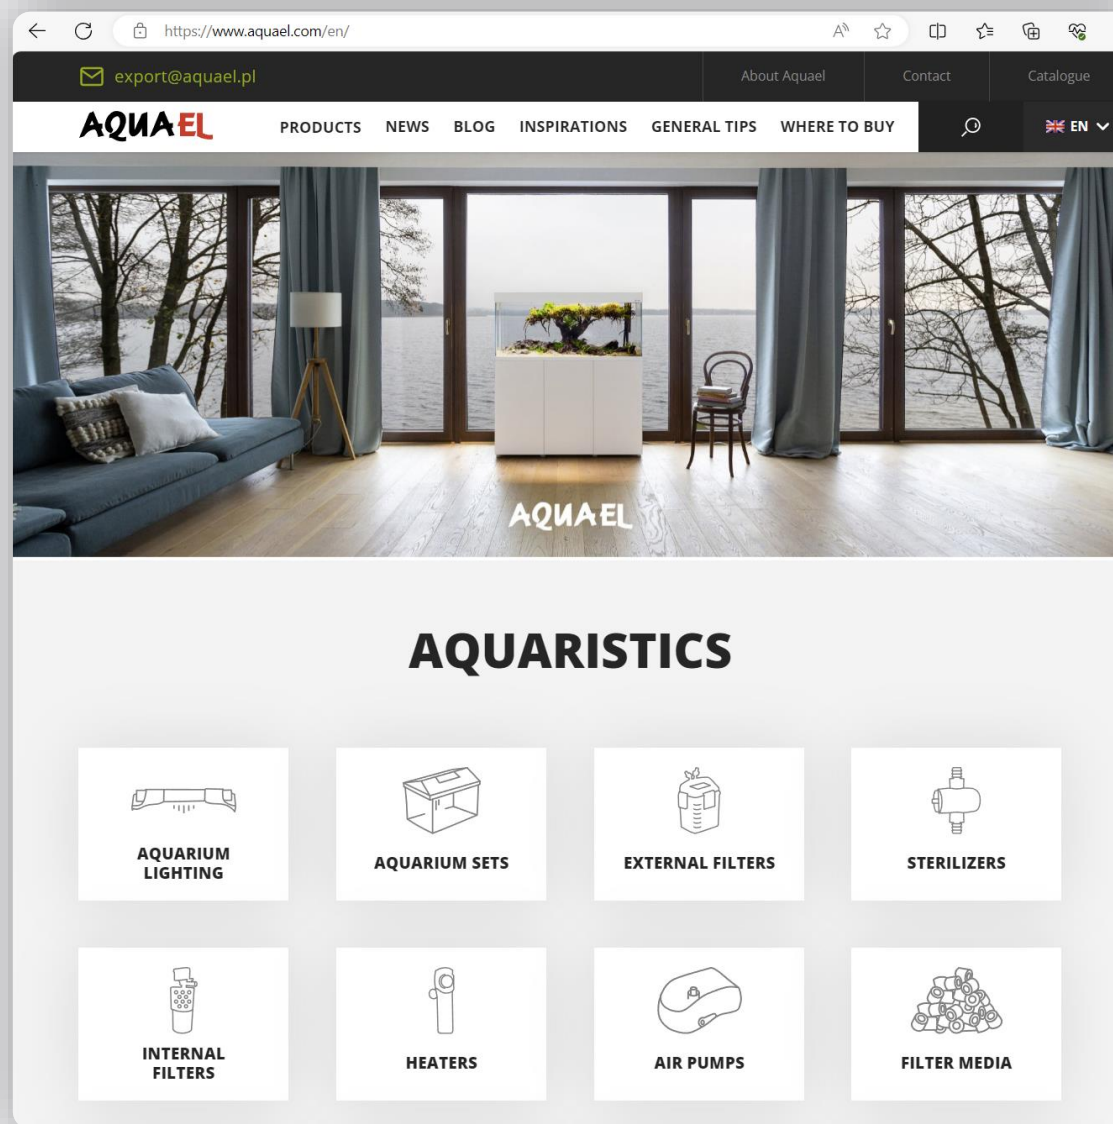 https://www.aquael.com/en/
export@aquael.pl
About Aquael
Contact
Catalogue
AQUAEL
PRODUCTS
NEWS
BLOG
INSPIRATIONS
GENERAL TIPS
WHERE TO BUY
EN
AQUAEL
AQUARISTICS
AQUARIUM
LIGHTING
AQUARIUM SETS
EXTERNAL FILTERS
STERILIZERS
INTERNAL
FILTERS
HEATERS
AIR PUMPS
FILTER MEDIA